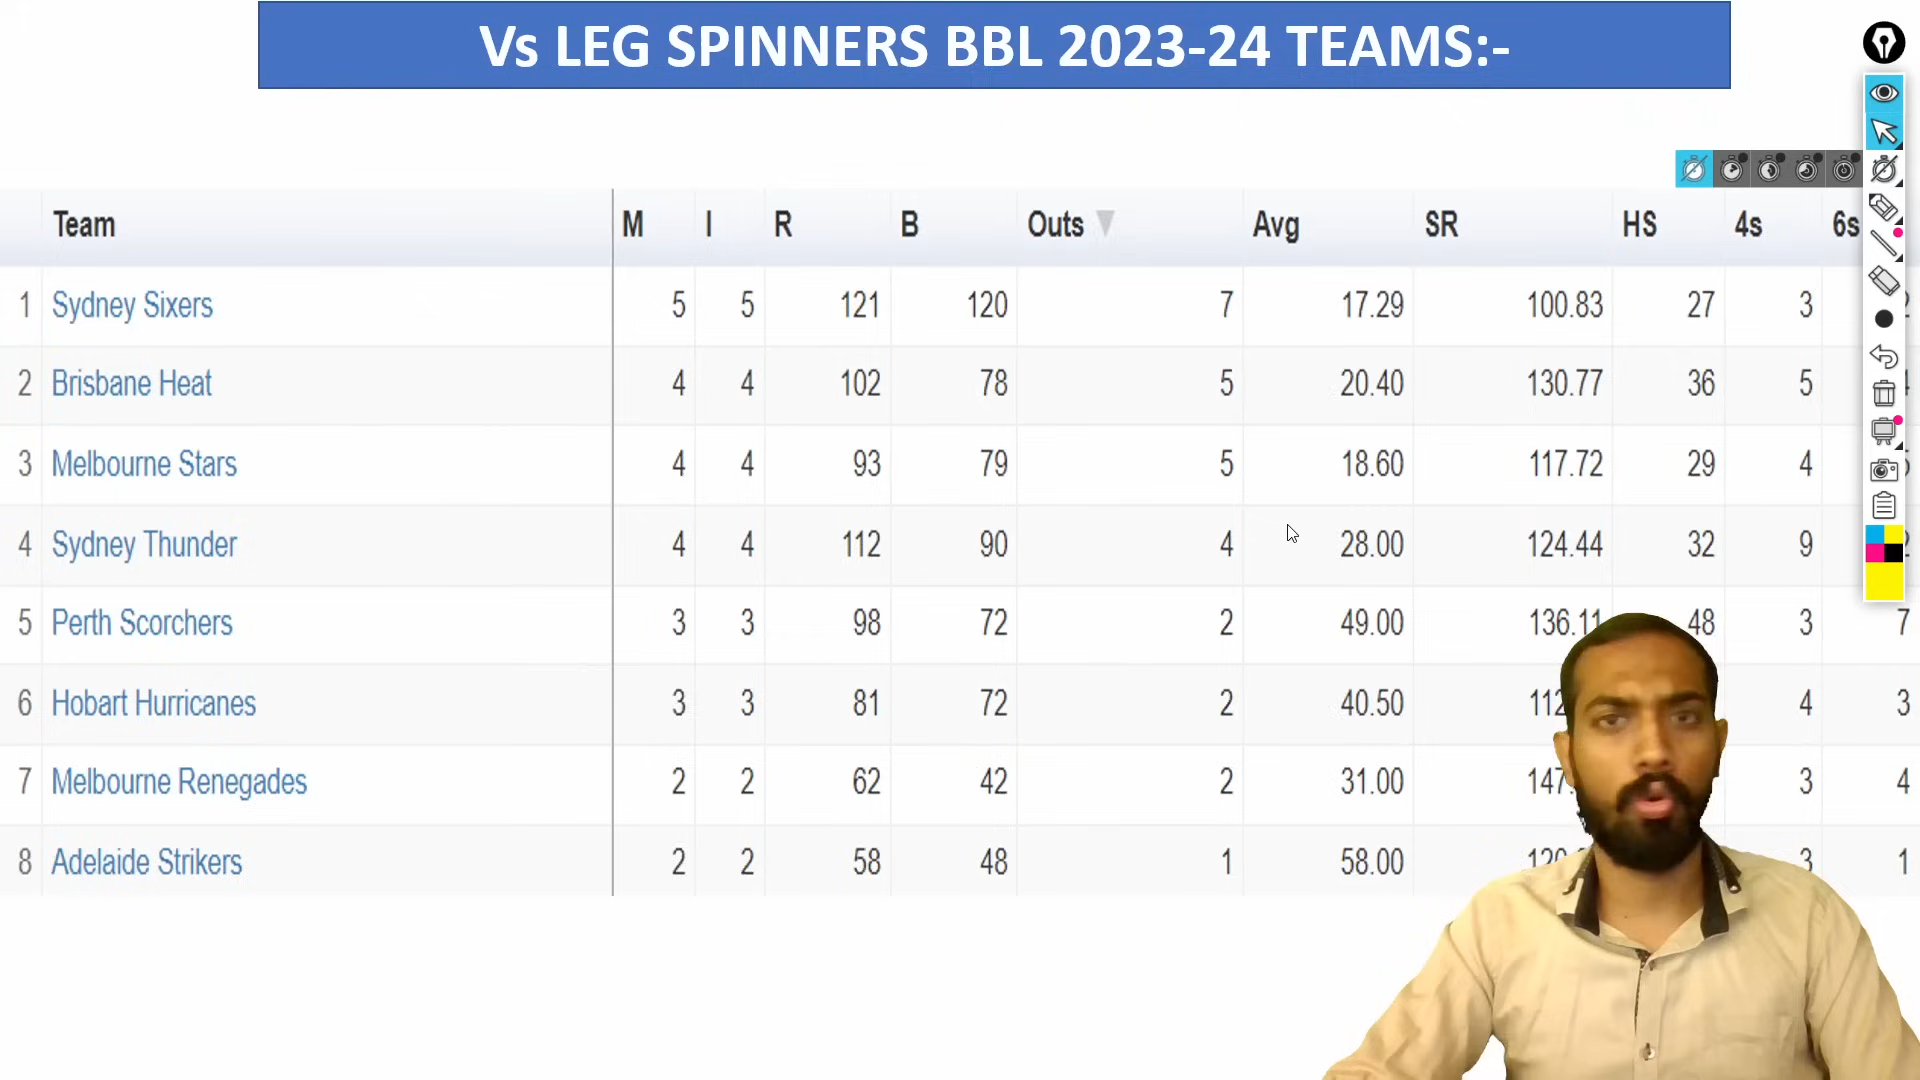 Vs LEG SPINNERS BBL 2023-24 TEAMS:-
Team M I R B Outs Avg SR HS 4s 6s
1 Sydney Sixers 5 5 121 120 7 17.29 100.83 27 3
2 Brisbane Heat 4 4 102 78 5 20.40 130.77 36 5
3 Melbourne Stars 4 4 93 79 5 18.60 117.72 29 4
4 Sydney Thunder 4 4 112 90 4 28.00 124.44 32 9
5 Perth Scorchers 3 3 98 72 2 49.00 136.11 48 3 7
6 Hobart Hurricanes 3 3 81 72 2 40.50 4 3
7 Melbourne Renegades 2 2 62 42 2 31.00 3 4
8 Adelaide Strikers 2 2 58 48 1 58.00 3 1